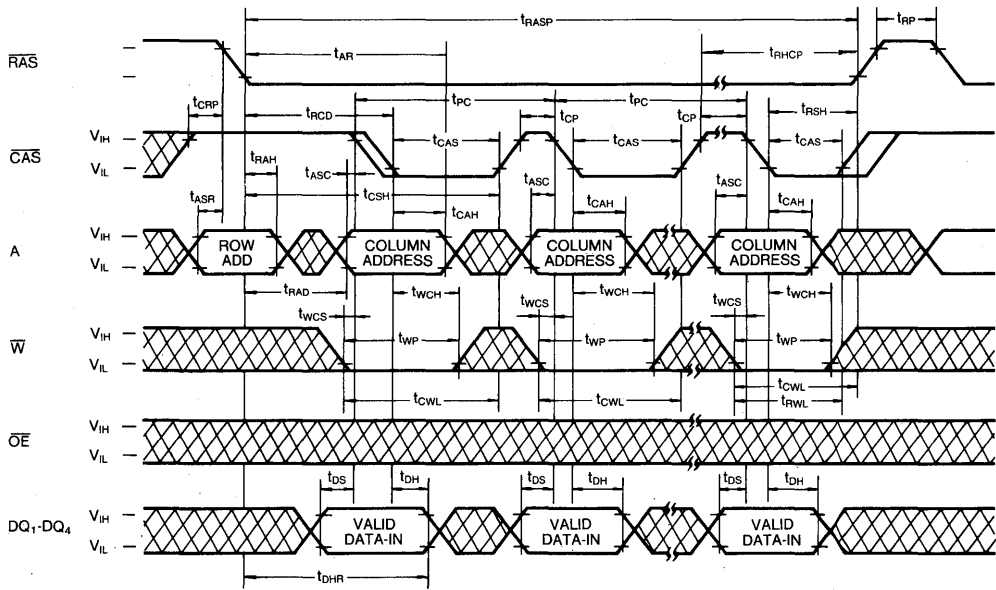 tRASP
tRP
RAS
tAR
tRHCP
tCRP
tPC
tPC
tRCD
tCP
tCP
tRSH
CAS
VIH
VIL
tCAS
tCAS
tCAS
tRAH
tASC
tCSH
tASC
tASC
tASR
tCAH
tCAH
tCAH
A
VIH
VIL
ROW ADD
COLUMN ADDRESS
COLUMN ADDRESS
COLUMN ADDRESS
tRAD
tWCH
tWCH
tWCH
tWCS
tWCS
tWCS
W
VIH
VIL
tWP
tWP
tWP
tCWL
tCWL
tCWL
tRWL
OE
VIH
VIL
tDS
tDH
tDS
tDH
tDS
tDH
DQ1-DQ4
VIH
VIL
VALID DATA-IN
VALID DATA-IN
VALID DATA-IN
tDHR